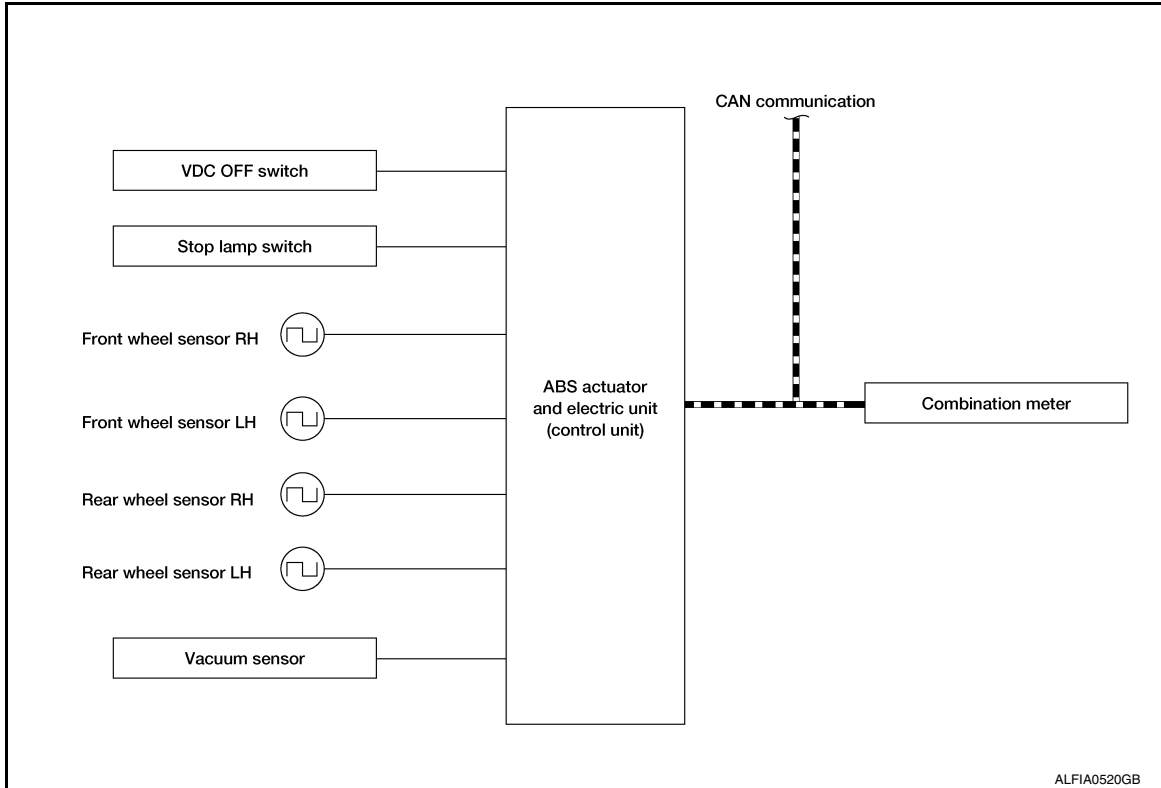 CAN communication
VDC OFF switch
Stop lamp switch
Front wheel sensor RH
Front wheel sensor LH
Rear wheel sensor RH
Rear wheel sensor LH
Vacuum sensor
ABS actuator
and electric unit
(control unit)
Combination meter
ALFIA0520GB